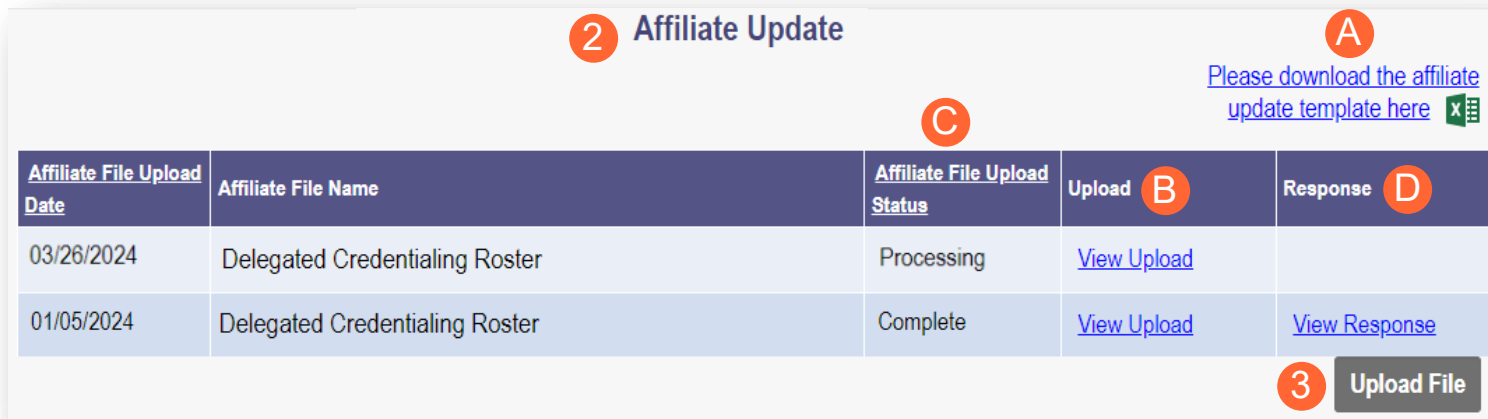 2 Affiliate Update
A
Please download the affiliate
update template here
C
Affiliate File Upload
Date
Affiliate File Name
Affiliate File Upload
Status
Upload B
Response D
03/26/2024 Delegated Credentialing Roster Processing View Upload
01/05/2024 Delegated Credentialing Roster Complete View Upload View Response
3 Upload File